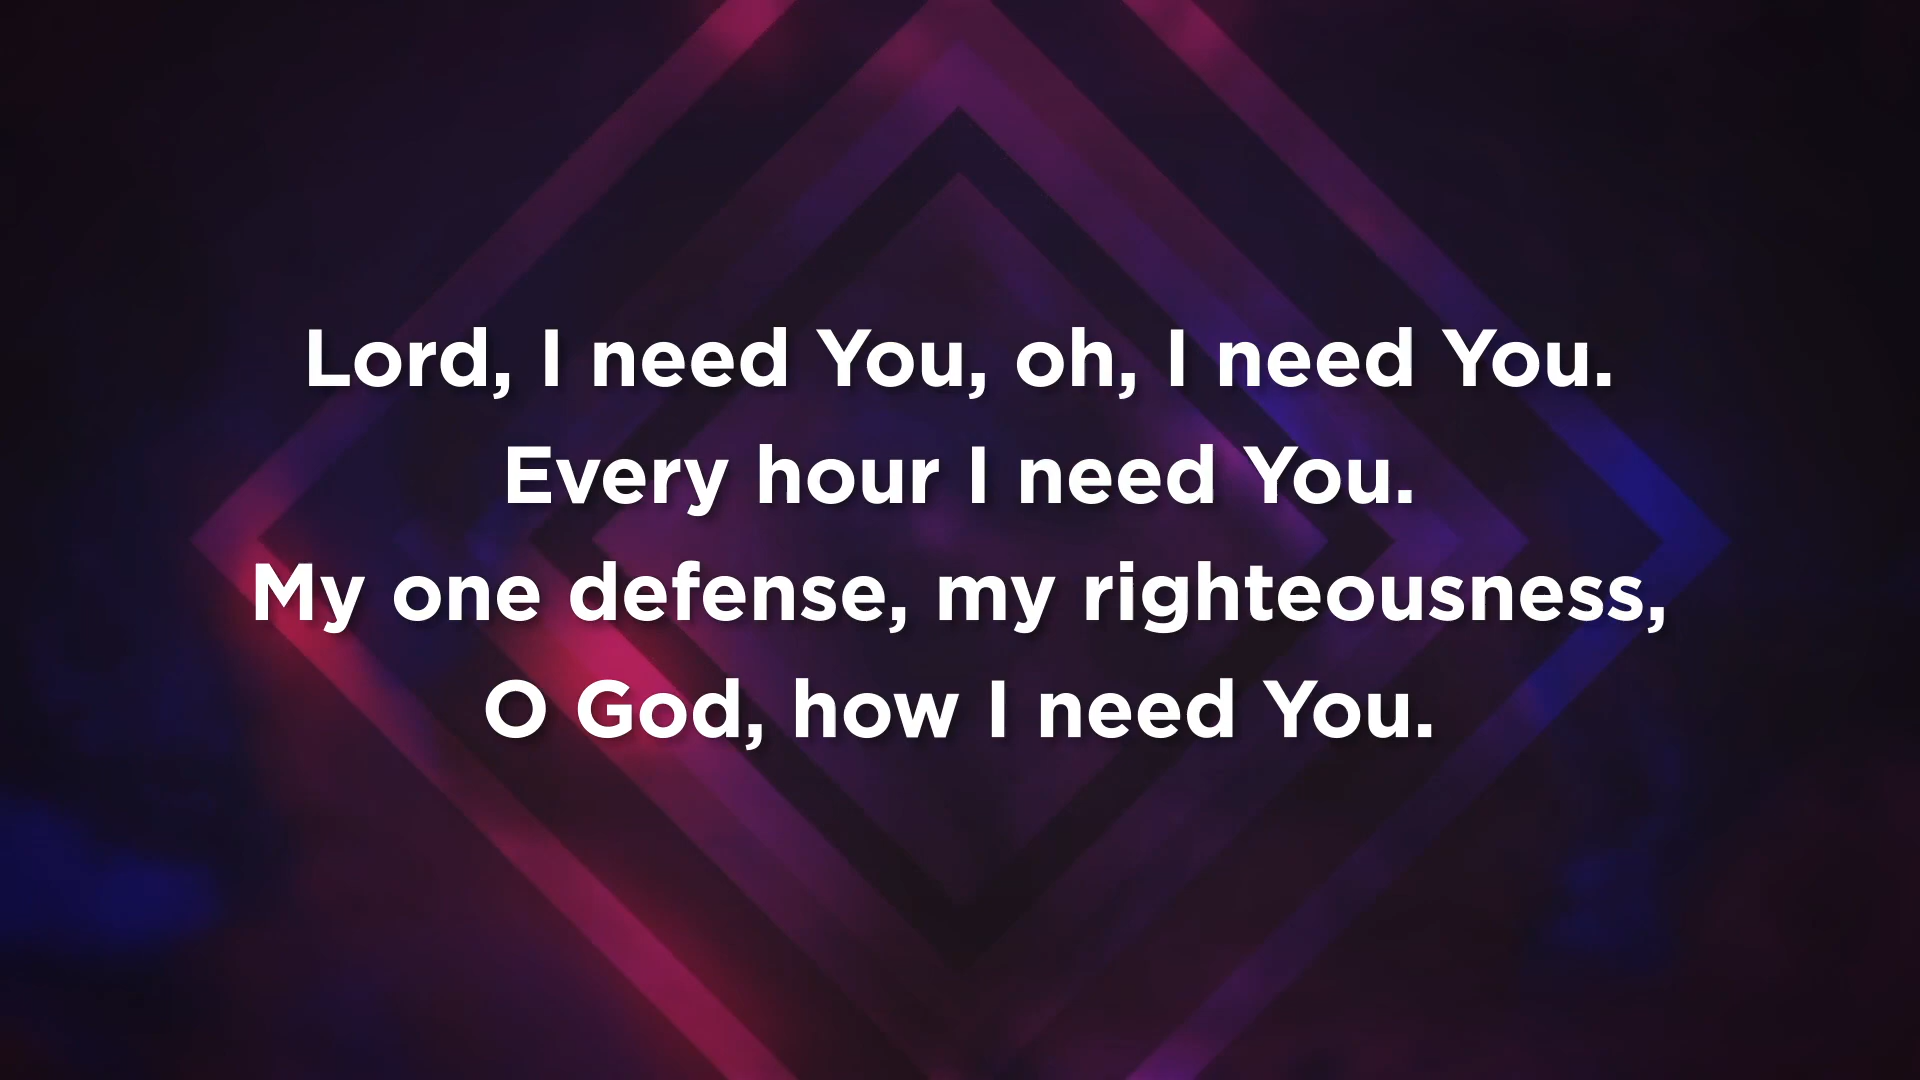 Lord, I need You, oh, I need You.
Every hour I need You.
My one defense, my righteousness,
O God, how I need You.